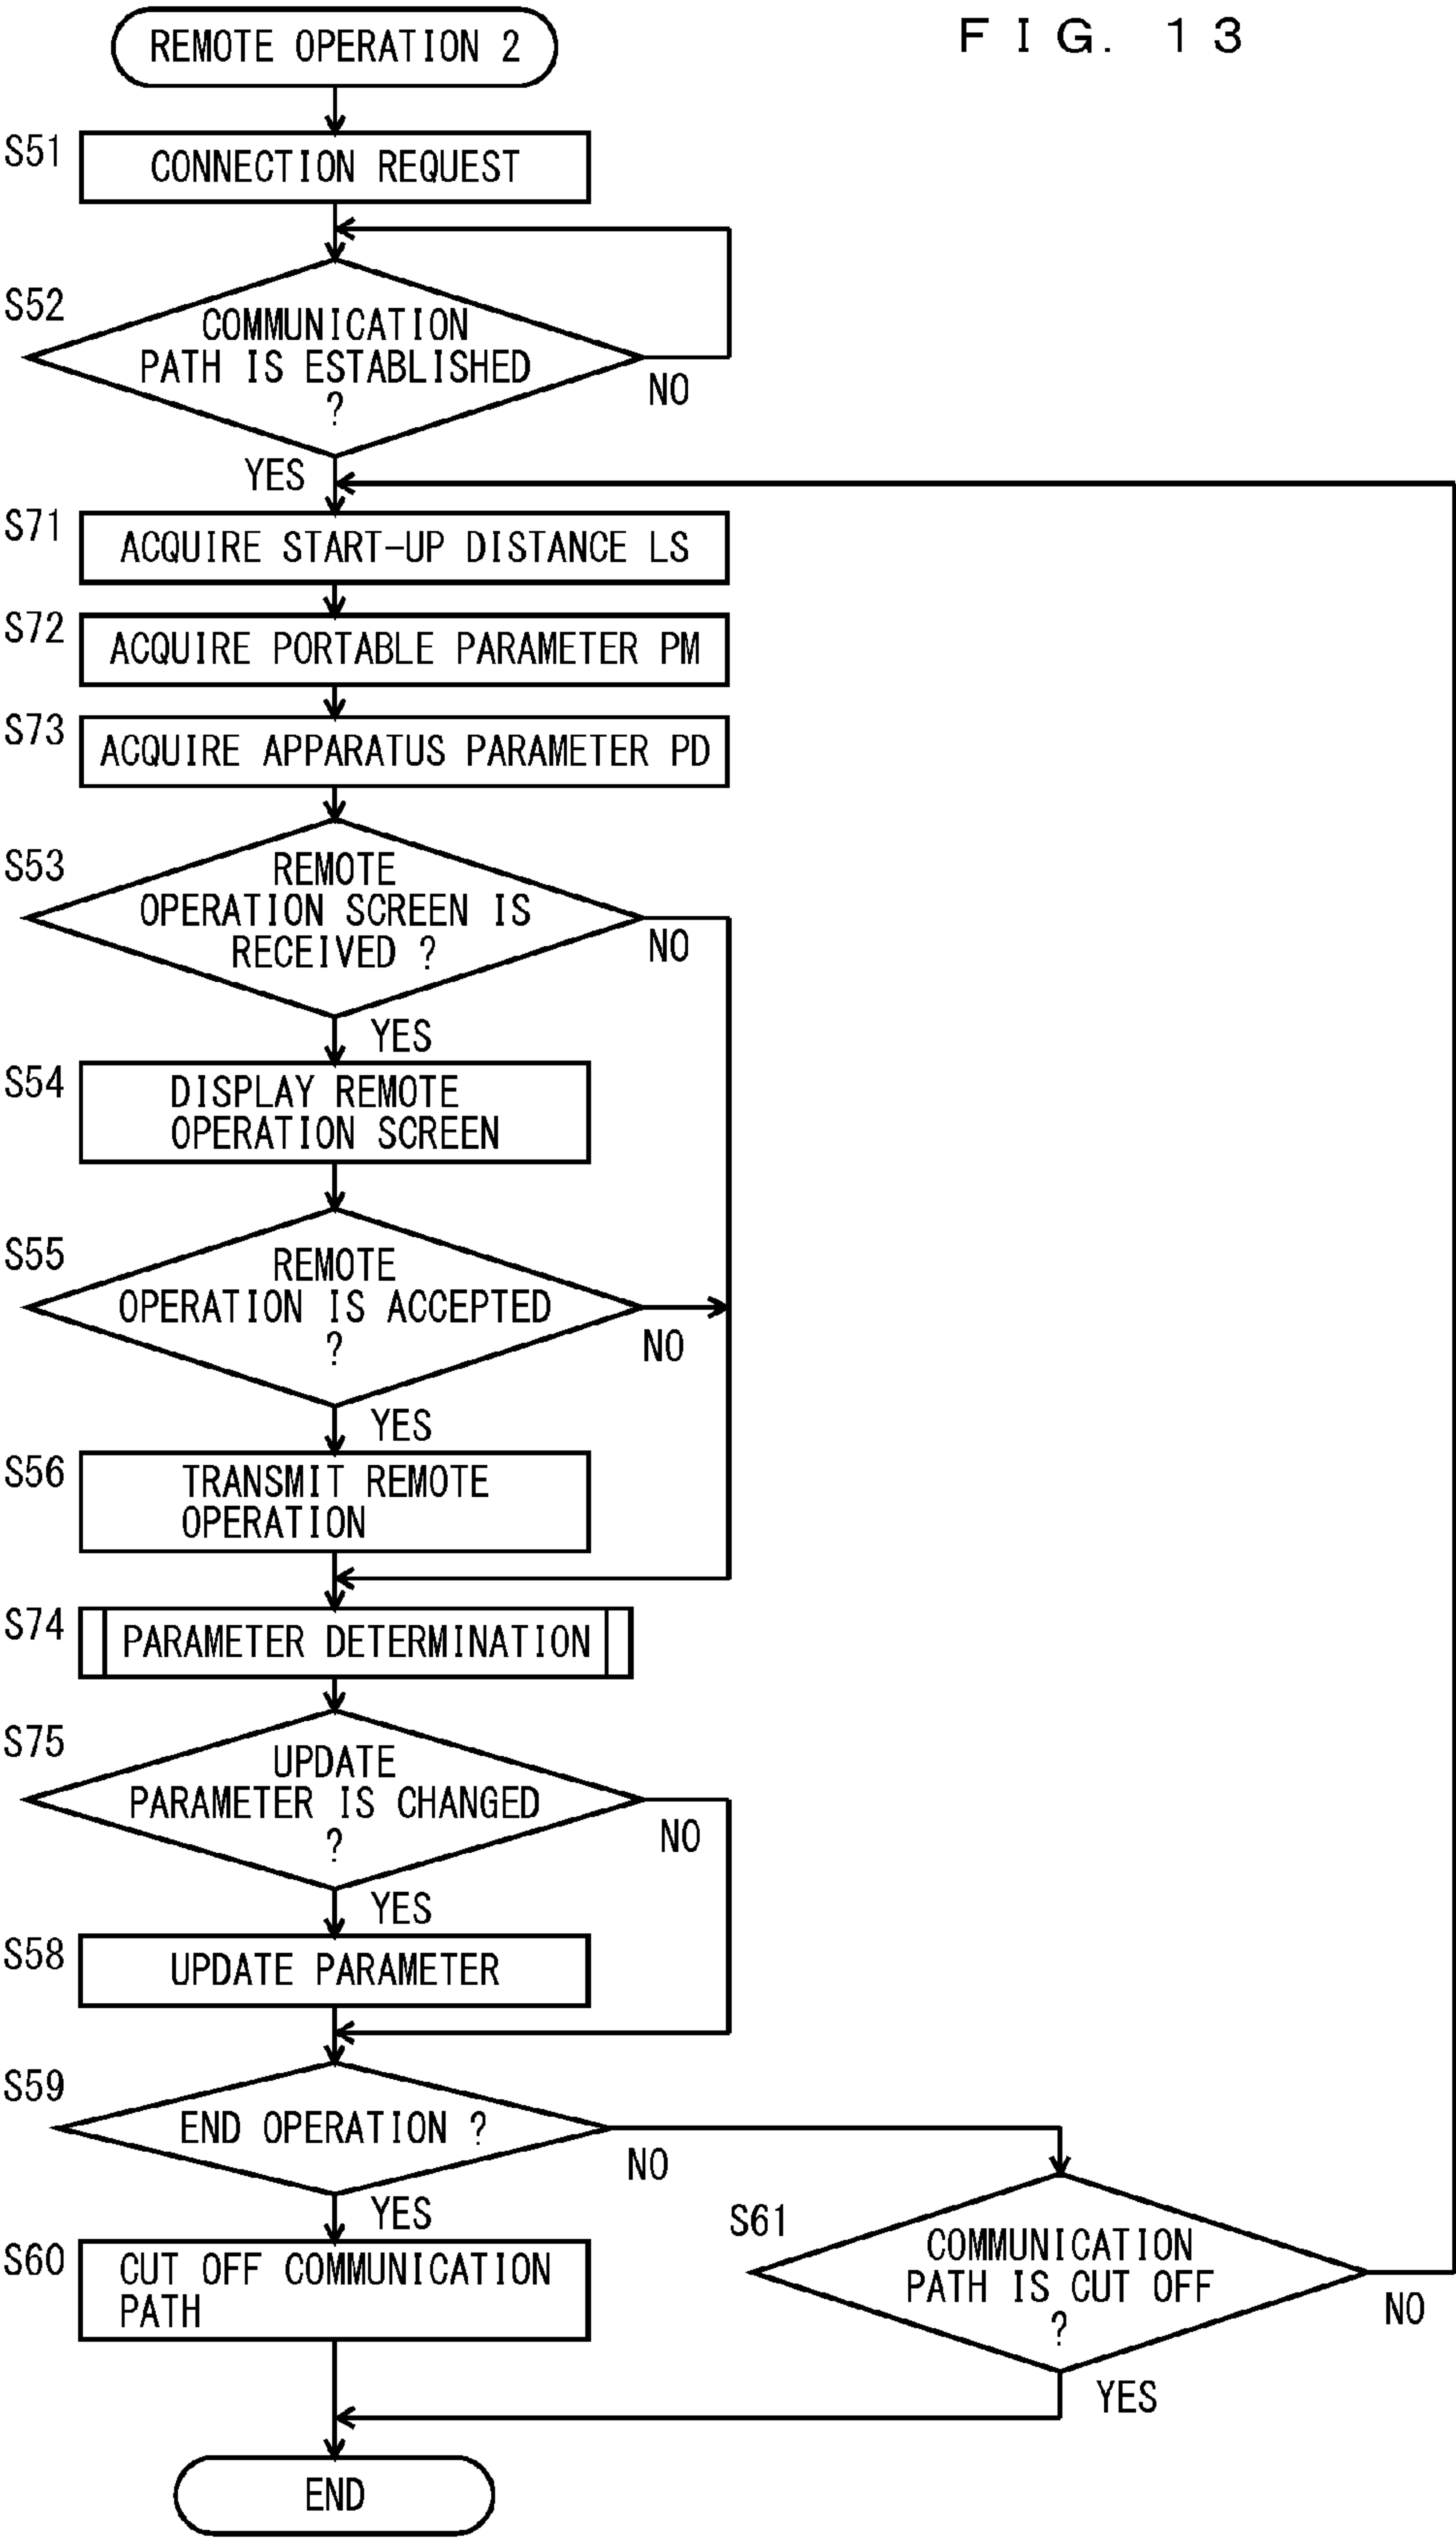 FIG. 13
REMOTE OPERATION 2
S51
CONNECTION REQUEST
S52
COMMUNICATION
PATH IS ESTABLISHED
?
NO
YES
S71
ACQUIRE START-UP DISTANCE LS
S72
ACQUIRE PORTABLE PARAMETER PM
S73
ACQUIRE APPARATUS PARAMETER PD
S53
REMOTE
OPERATION SCREEN IS
RECEIVED ?
NO
YES
S54
DISPLAY REMOTE
OPERATION SCREEN
S55
REMOTE
OPERATION IS ACCEPTED
?
NO
YES
S56
TRANSMIT REMOTE
OPERATION
S74
PARAMETER DETERMINATION
S75
UPDATE
PARAMETER IS CHANGED
?
NO
YES
S58
UPDATE PARAMETER
S59
END OPERATION ?
NO
YES
S60
CUT OFF COMMUNICATION
PATH
S61
COMMUNICATION
PATH IS CUT OFF
?
NO
YES
END